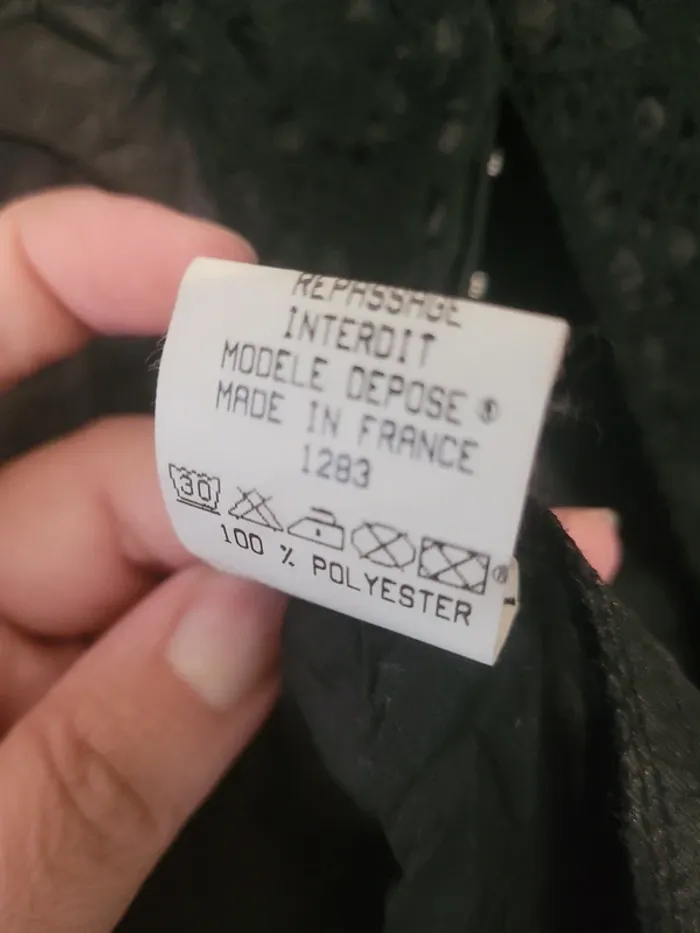 REPASSAGE
INTERDIT
MODELE DEPOSE ®
MADE IN FRANCE
1283
30 ®
100 % POLYESTER